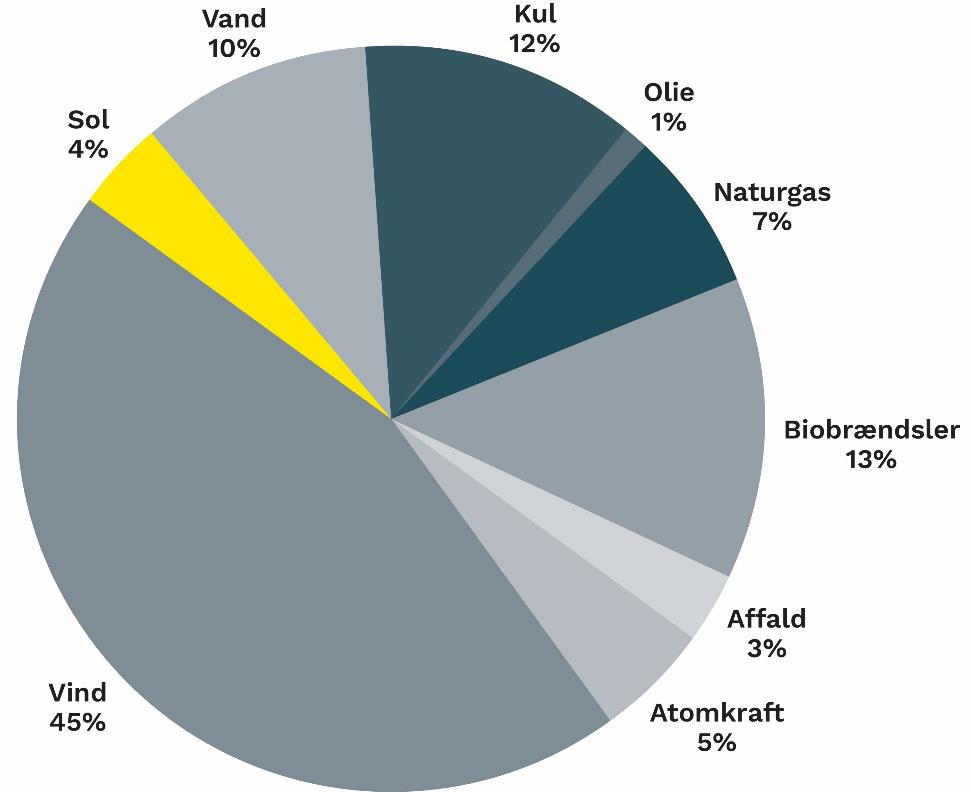 Kul
12%
Olie
1%
Naturgas
7%
Biobrændsler
13%
Affald
3%
Atomkraft
5%
Vind
45%
Sol
4%
Vand
10%